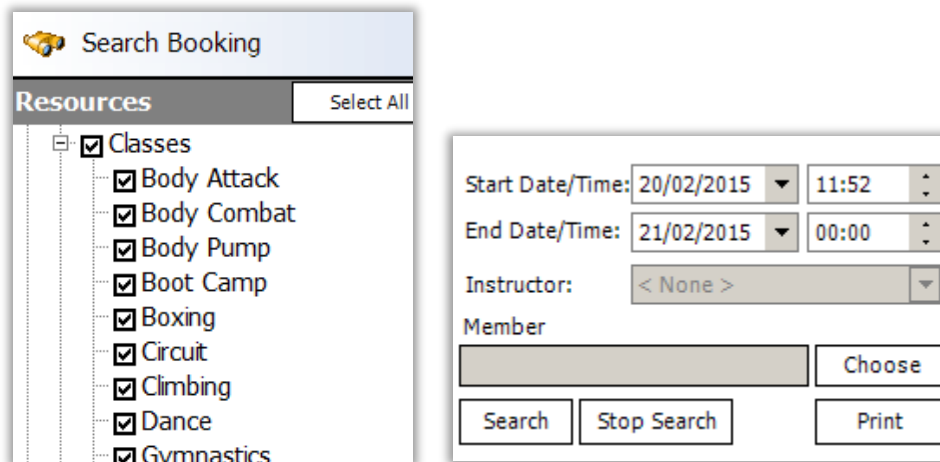 Search Booking
Resources
Select All
Classes
Body Attack
Body Combat
Body Pump
Boot Camp
Boxing
Circuit
Climbing
Dance
Gymnastics
Start Date/Time: 20/02/2015 11:52
End Date/Time: 21/02/2015 00:00
Instructor: < None >
Member
Choose
Search Stop Search Print